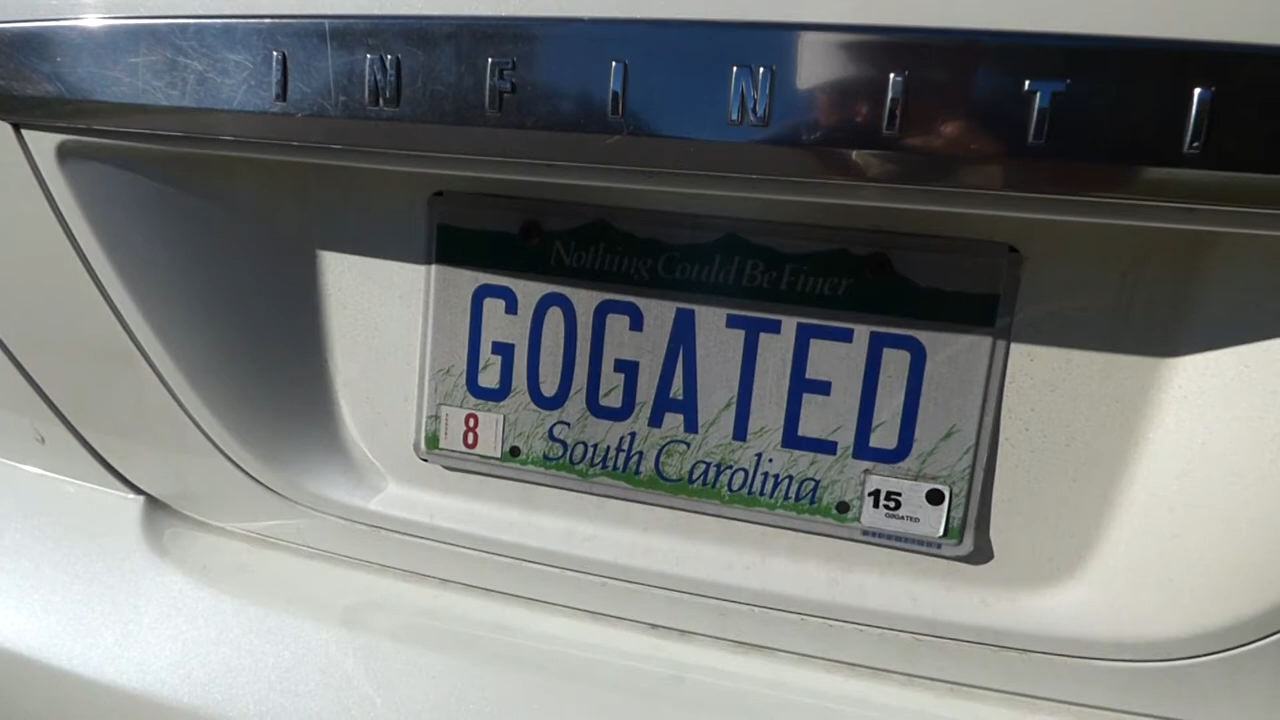 INFINITI
Nothing Could Be Finer
GOGATED
8
South Carolina
15
GOGATED